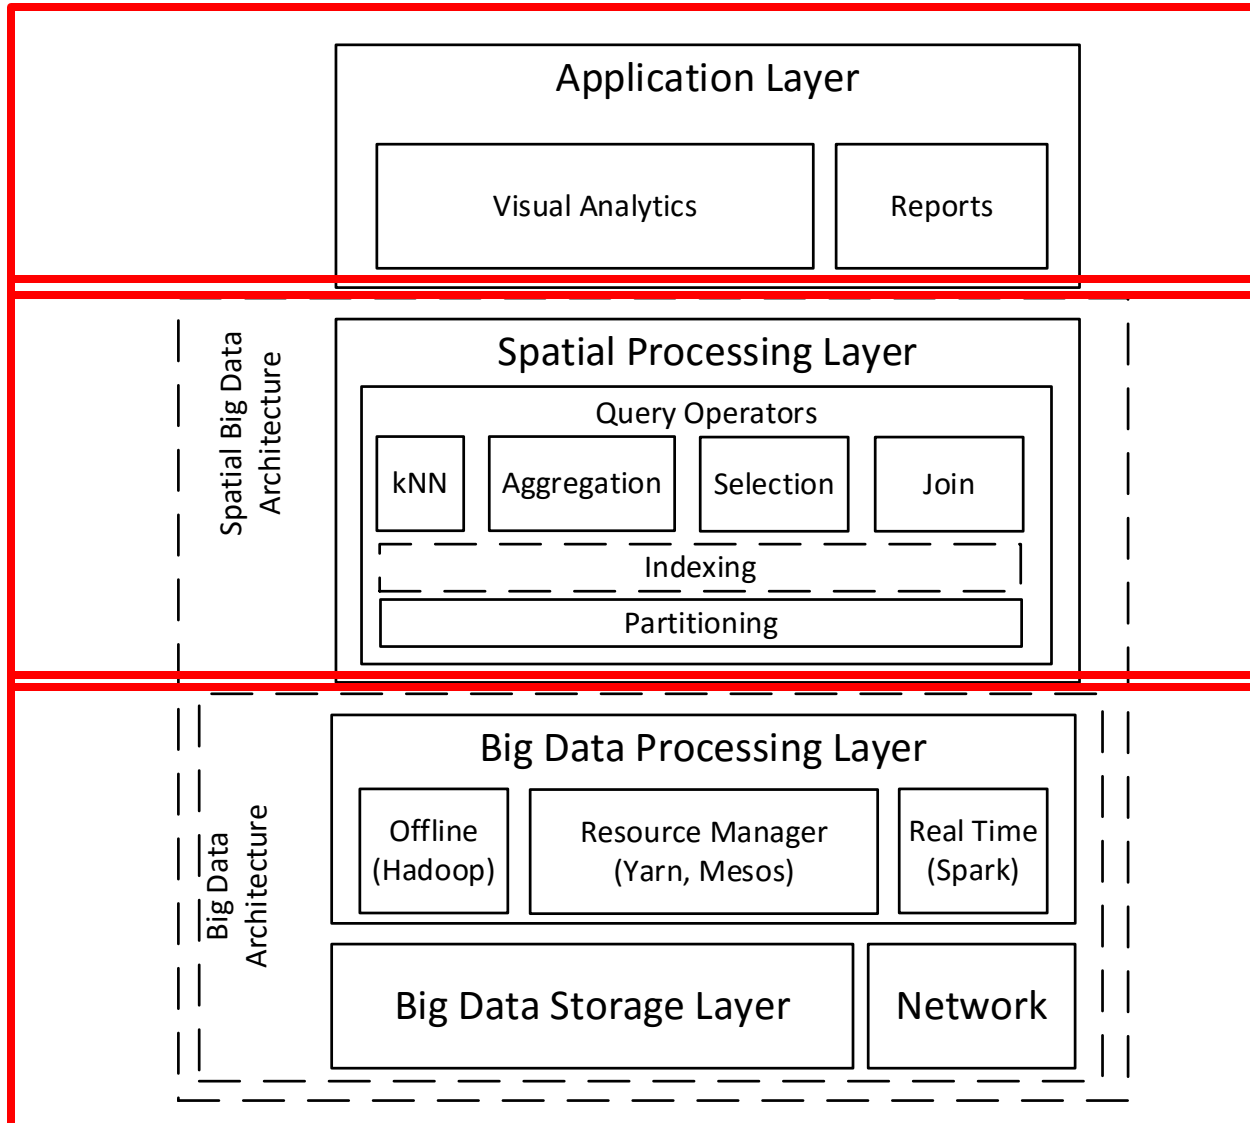 Application Layer
Visual Analytics
Reports
Spatial Big Data
Architecture
Spatial Processing Layer
Query Operators
kNN
Aggregation
Selection
Join
Indexing
Partitioning
Big Data
Architecture
Big Data Processing Layer
Offline
(Hadoop)
Resource Manager
(Yarn, Mesos)
Real Time
(Spark)
Big Data Storage Layer
Network